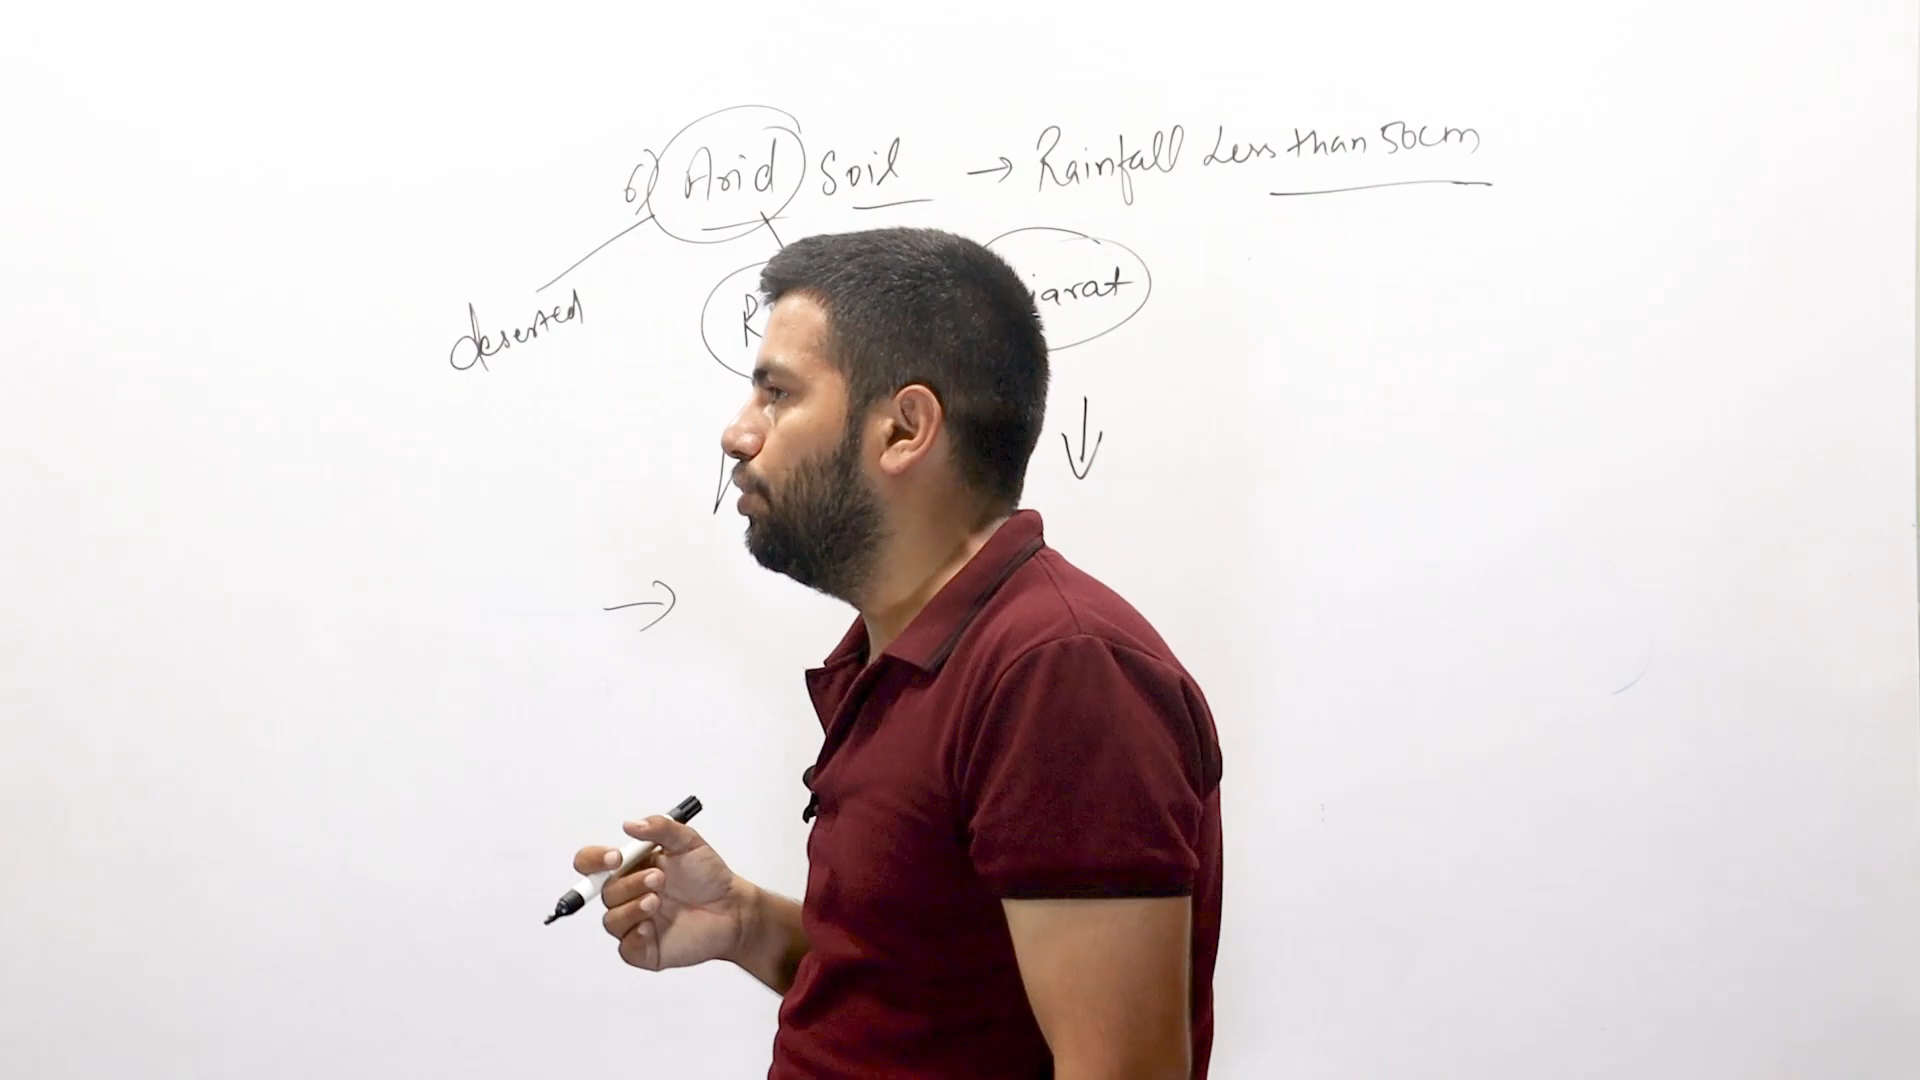 6) Arid Soil → Rainfall Less than 50cm
deserted